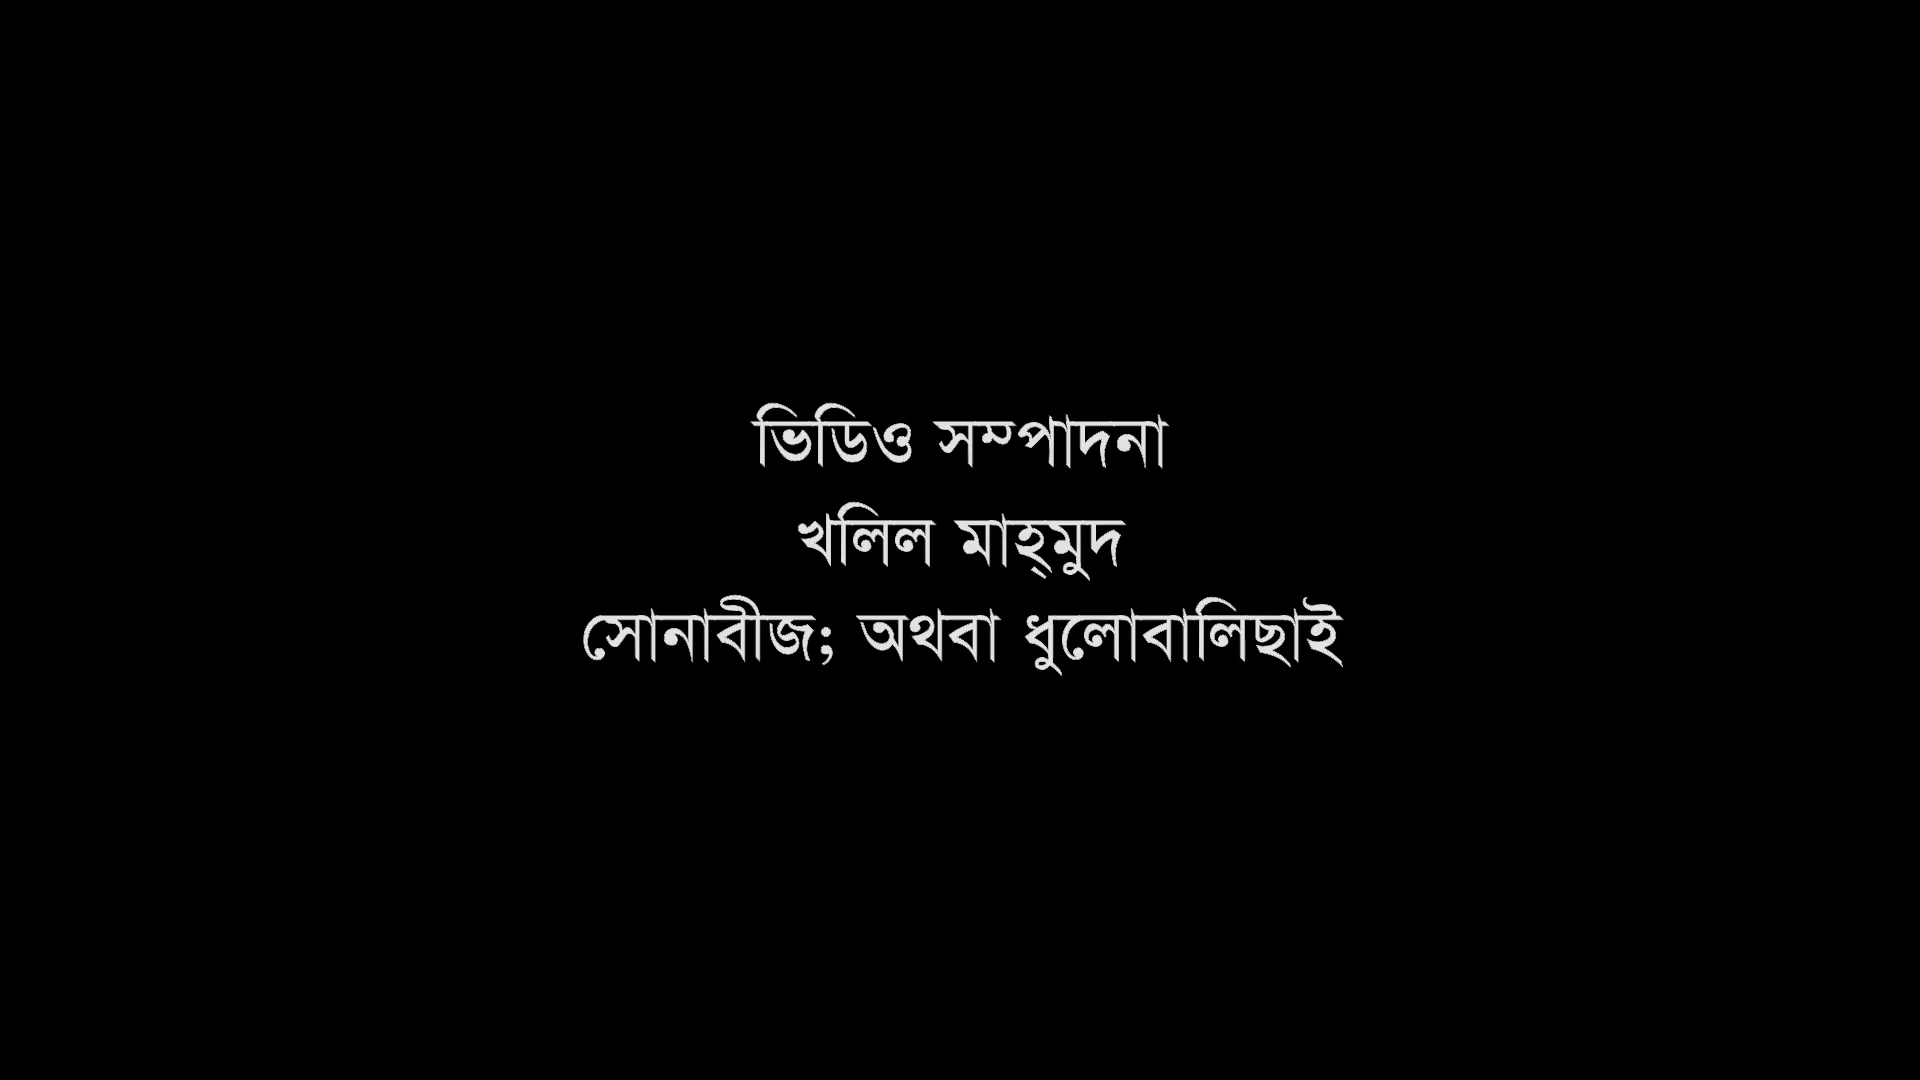 ভিডিও সম্পাদনা
খলিল মাহ্‌মুদ
সোনাবীজ; অথবা ধুলোবালিছাই